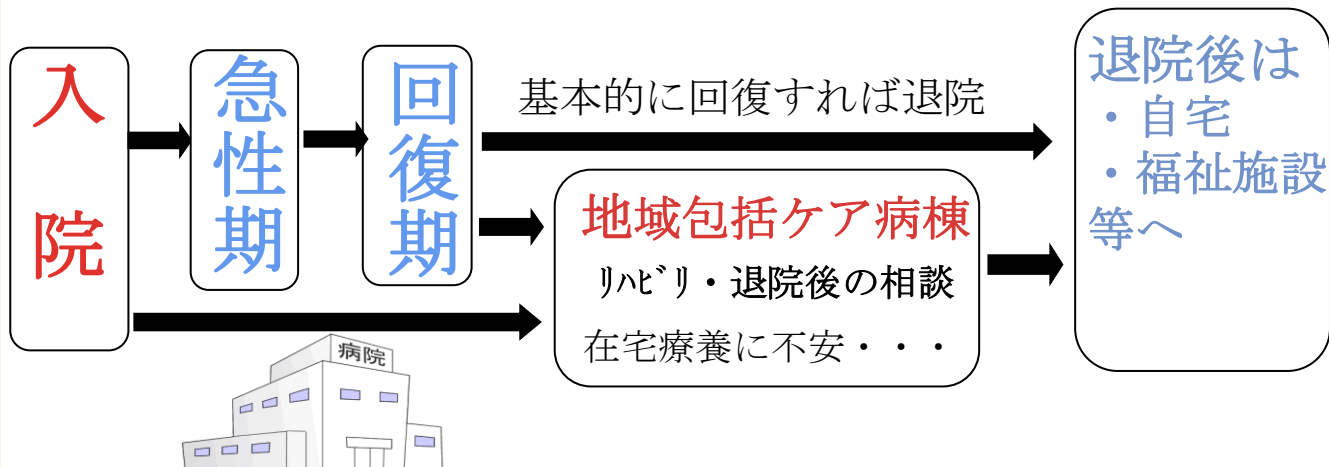 入院
急性期
回復期
基本的に回復すれば退院
地域包括ケア病棟
ﾘﾊﾋﾞﾘ・退院後の相談
在宅療養に不安・・・
退院後は
・自宅
・福祉施設
等へ
病院